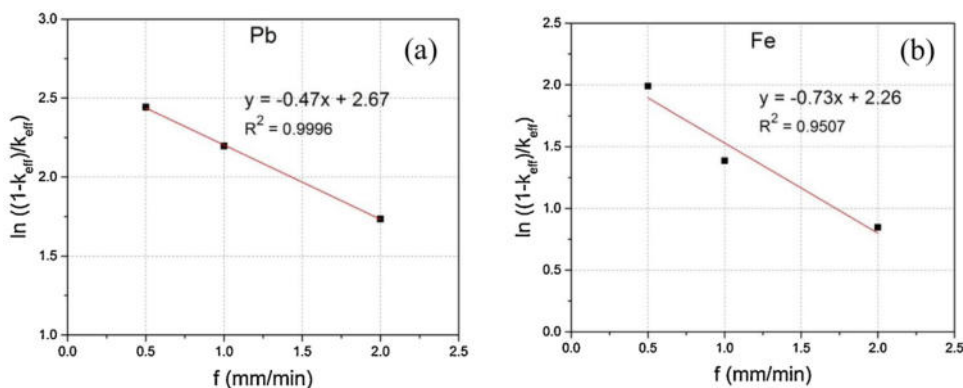 Pb
(a)
y = -0.47x + 2.67
R² = 0.9996
3.0
2.5
2.0
1.5
1.0
ln ((1-k_eff)/k_eff)
0.0 0.5 1.0 1.5 2.0 2.5
f (mm/min)
Fe
(b)
y = -0.73x + 2.26
R² = 0.9507
2.5
2.0
1.5
1.0
0.5
0.0
ln ((1-k_eff)/k_eff)
0.0 0.5 1.0 1.5 2.0 2.5
f (mm/min)